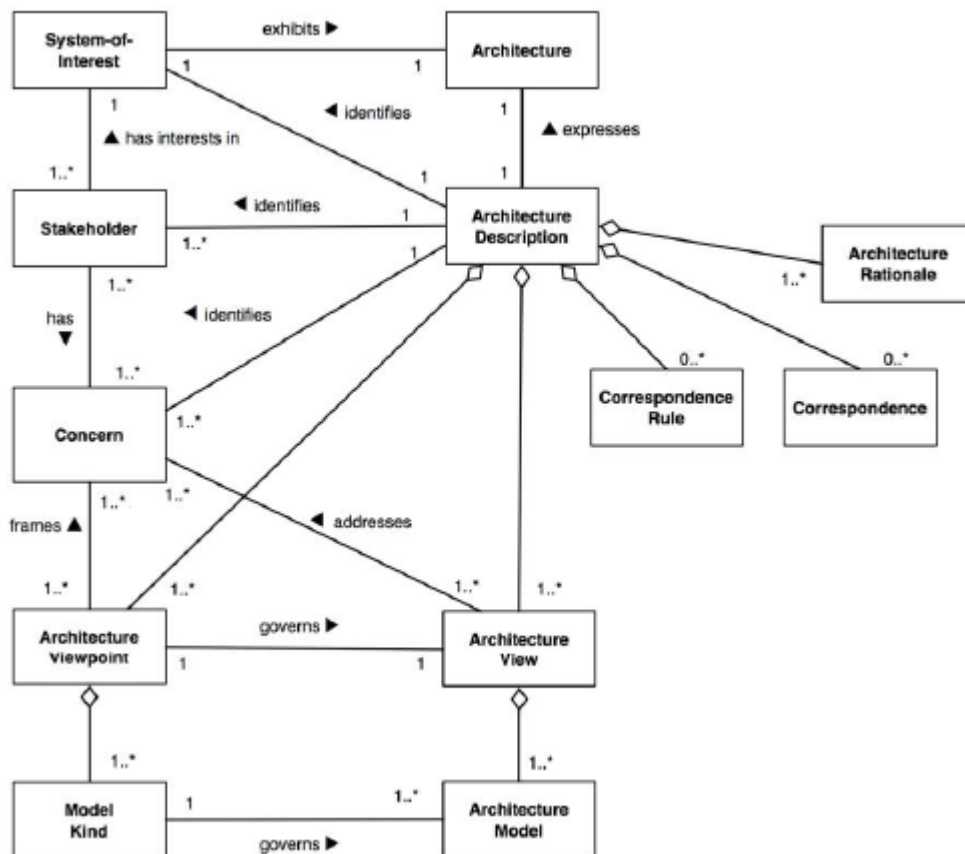 System-of-
Interest
exhibits ►
Architecture
1
1
1
◄ identifies
1
▲ expresses
▲ has interests in
1..*
1
1
Stakeholder
◄ identifies
1
1..*
Architecture
Description
1
1..*
Architecture
Rationale
1..*
has
▼
◄ identifies
1..*
0..*
0..*
Correspondence
Rule
Correspondence
Concern
1..*
1..*
1..*
frames ▲
◄ addresses
1..*
1..*
1..*
1..*
Architecture
Viewpoint
governs ►
1
1
Architecture
View
1..*
1..*
Model
Kind
1
1..*
governs ►
Architecture
Model